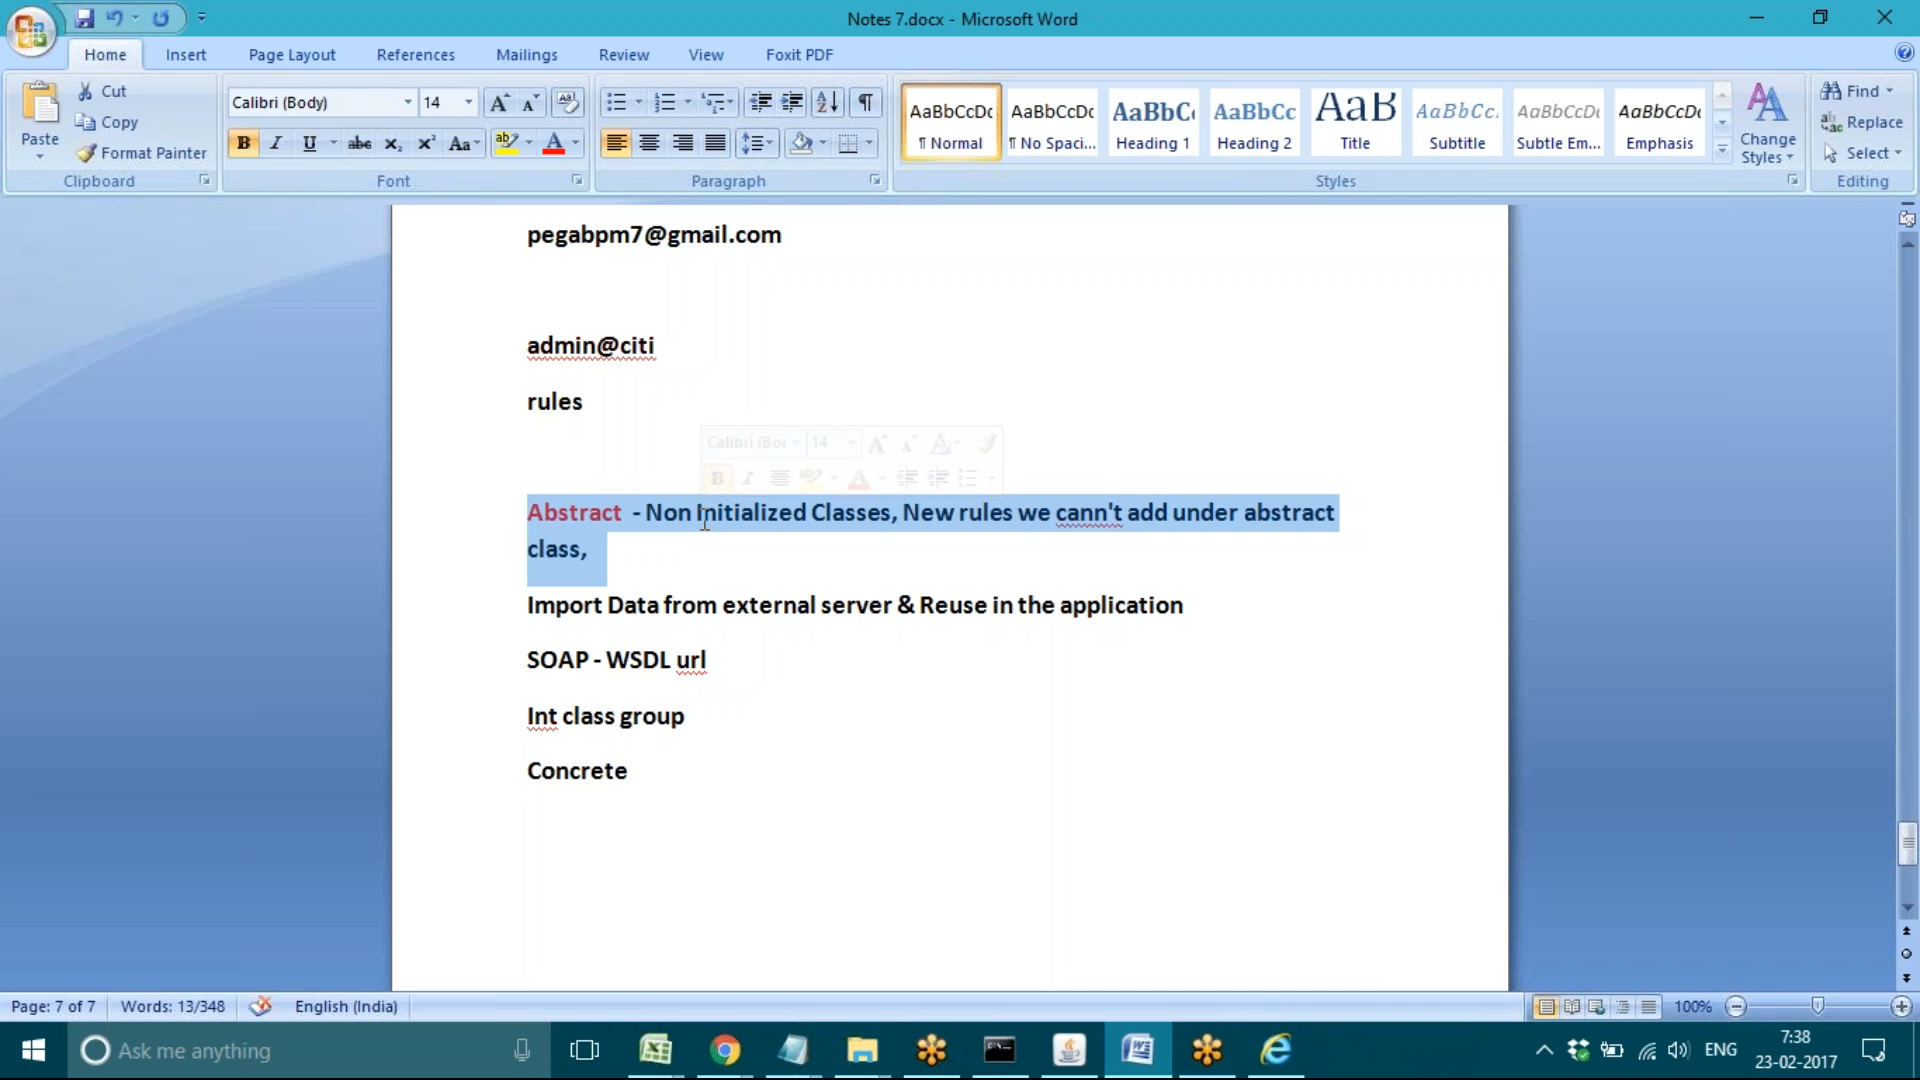 Notes 7.docx - Microsoft Word
Home Insert Page Layout References Mailings Review View Foxit PDF
Cut
Copy
Format Painter
Paste
Clipboard
Calibri (Body) 14
Font
Paragraph
AaBbCcDc AaBbCcDc AaBbC AaBbCc AaB AaBbCc. AaBbCcDc AaBbCcDc
¶ Normal ¶ No Spaci... Heading 1 Heading 2 Title Subtitle Subtle Em... Emphasis
Change Styles
Styles
Find
Replace
Select
Editing
pegabpm7@gmail.com
admin@citi
rules
Calibri (Bo 14
Abstract - Non Initialized Classes, New rules we cann't add under abstract
class,
Import Data from external server & Reuse in the application
SOAP - WSDL url
Int class group
Concrete
Page: 7 of 7 Words: 13/348 English (India) 100%
Ask me anything
ENG
7:38
23-02-2017